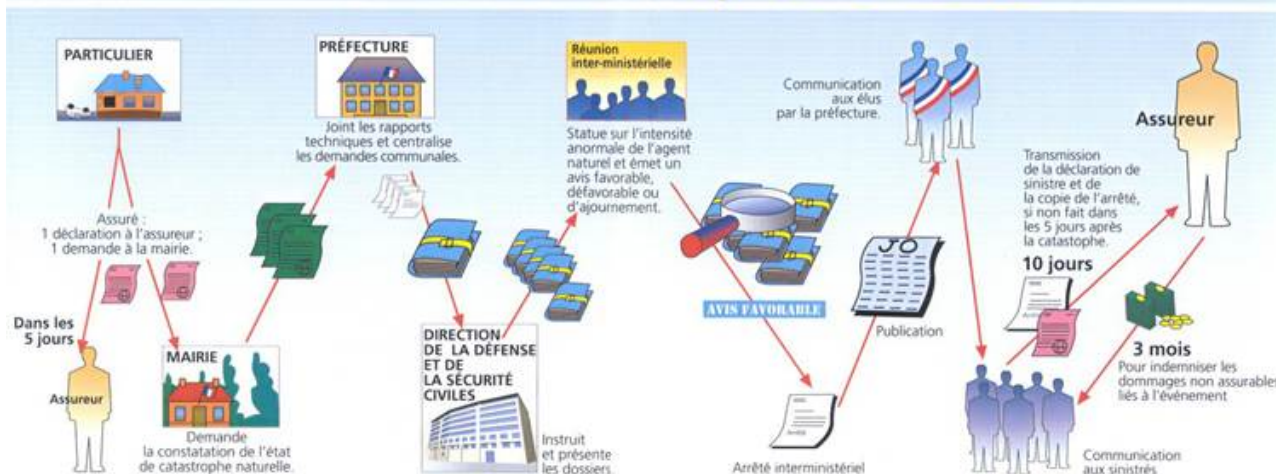 PARTICULIER
Assuré :
1 déclaration à l'assureur ;
1 demande à la mairie.
Dans les
5 jours
Assureur
MAIRIE
Demande
la constatation de l'état
de catastrophe naturelle.
PRÉFECTURE
Joint les rapports
techniques et centralise
les demandes communales.
DIRECTION
DE LA DÉFENSE
ET DE
LA SÉCURITÉ
CIVILES
Instruit
et présente
les dossiers.
Réunion
inter-ministérielle
Statue sur l'intensité
anormale de l'agent
naturel et émet un
avis favorable,
défavorable ou
d'ajournement.
AVIS FAVORABLE
Arrêté interministériel
JO
Publication
Communication
aux élus
par la préfecture.
Communication
aux sinistrés
Transmission
de la déclaration de
sinistre et de
la copie de l'arrêté,
si non fait dans
les 5 jours après
la catastophe.
10 jours
Assureur
3 mois
Pour indemniser les
dommages non assurables
liés à l'événement